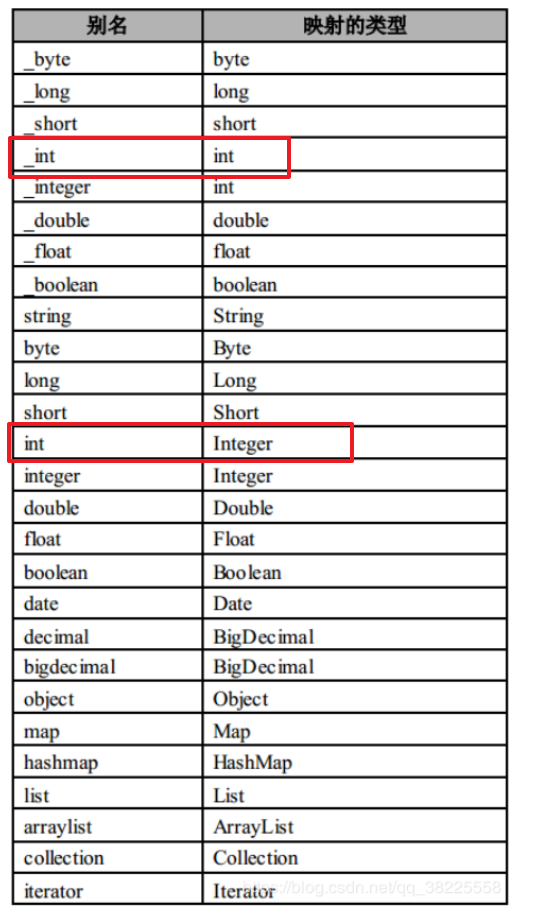 别名 映射的类型
_byte byte
_long long
_short short
_int int
_integer int
_double double
_float float
_boolean boolean
string String
byte Byte
long Long
short Short
int Integer
integer Integer
double Double
float Float
boolean Boolean
date Date
decimal BigDecimal
bigdecimal BigDecimal
object Object
map Map
hashmap HashMap
list List
arraylist ArrayList
collection Collection
iterator Iterator
https://blog.csdn.net/qq_38225558